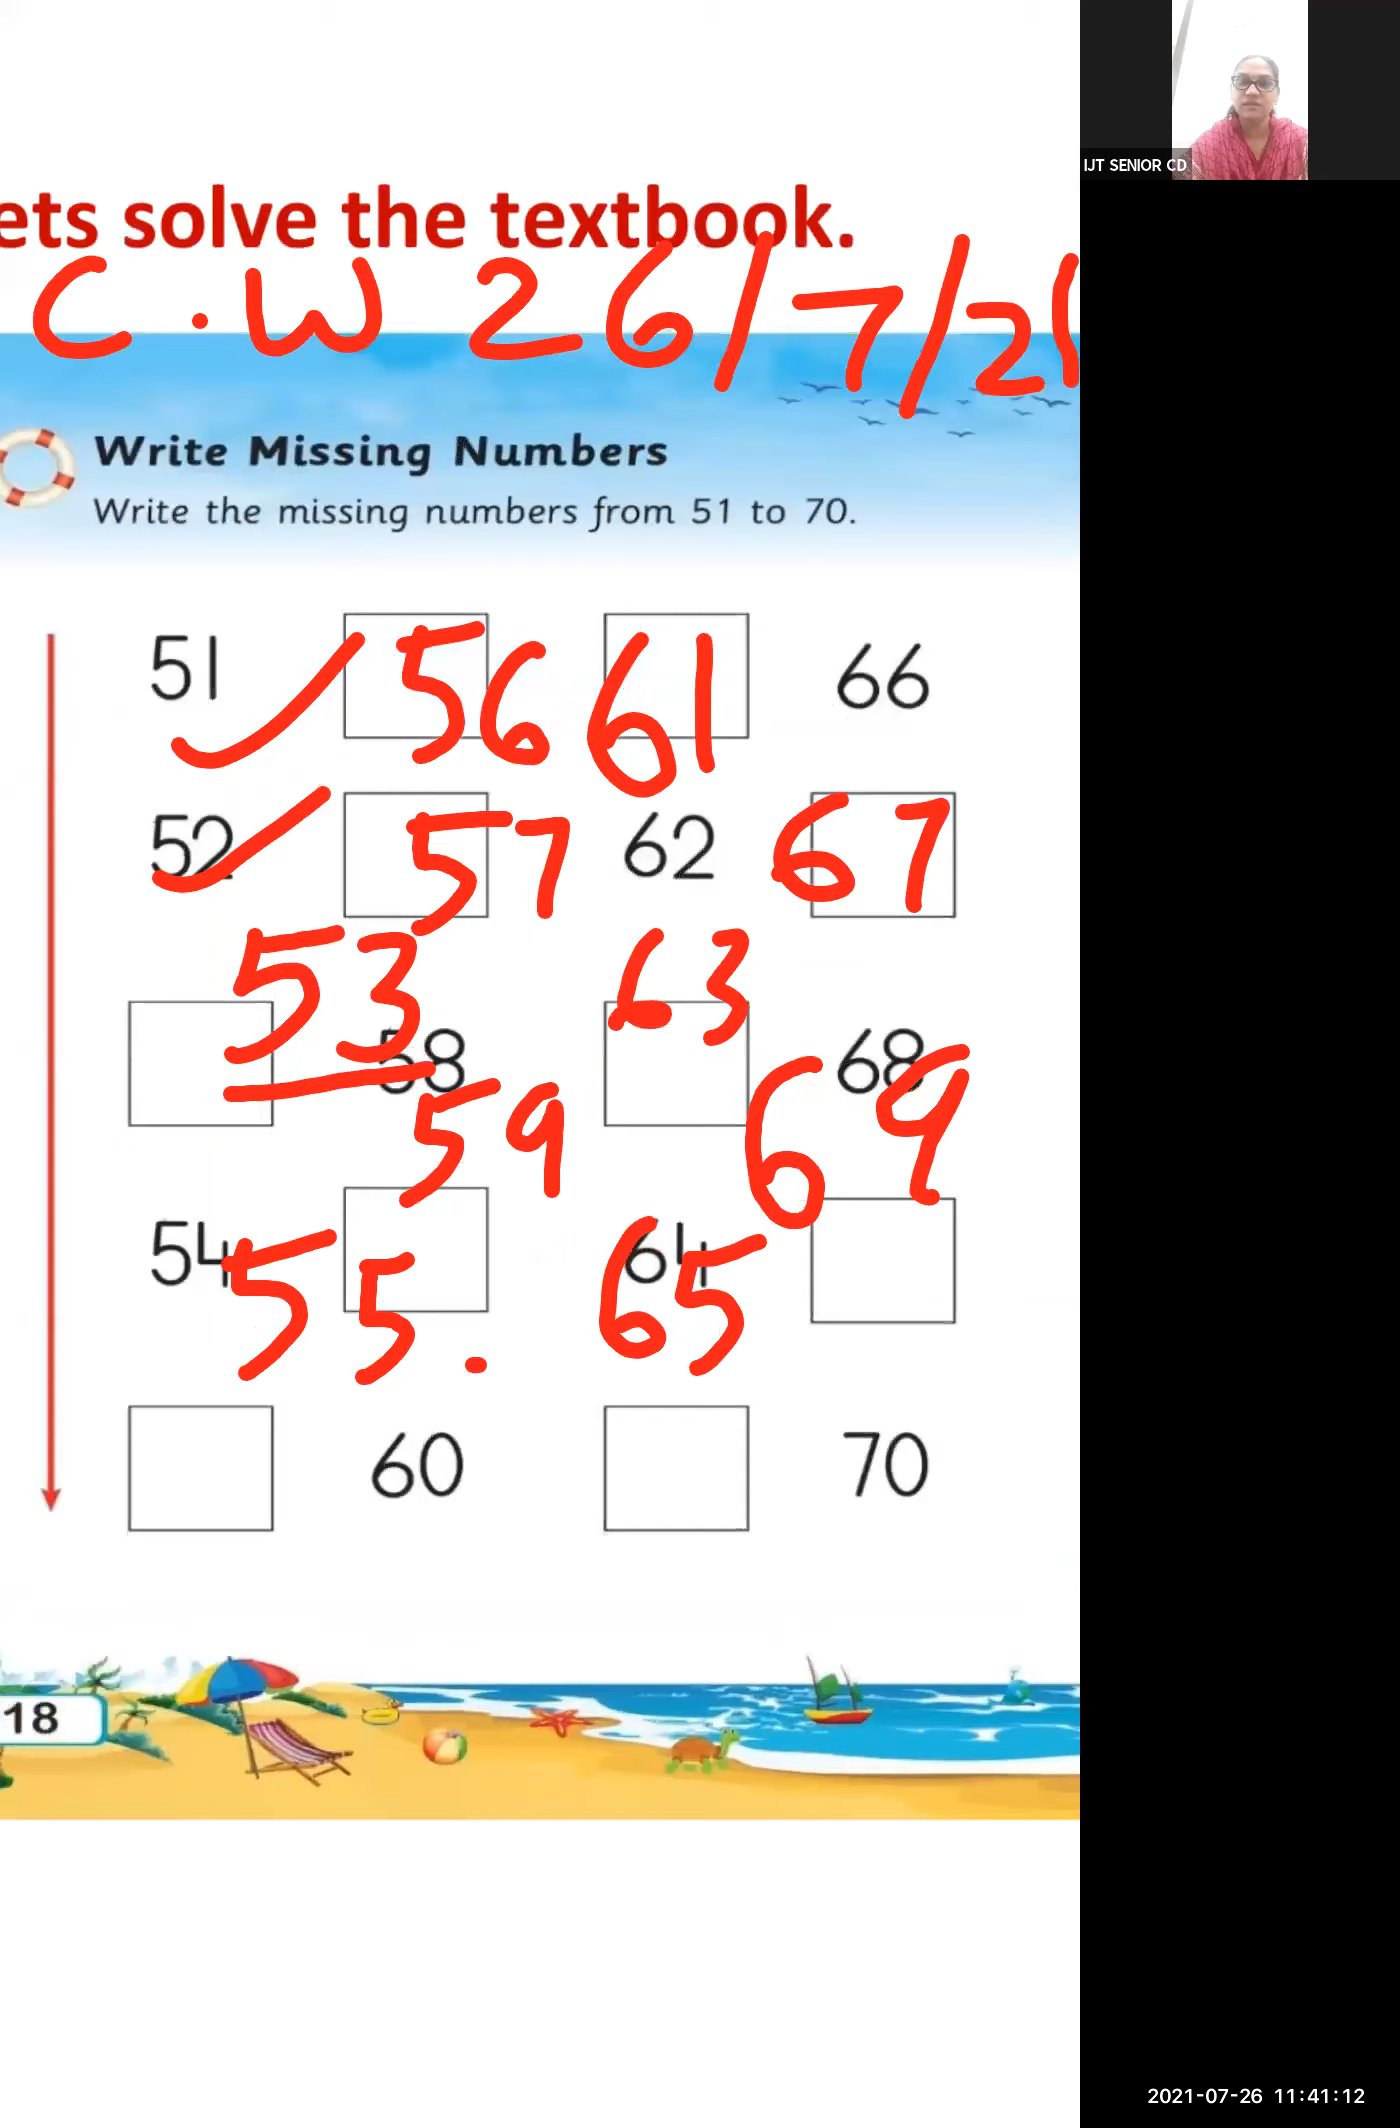 IJT SENIOR CD
ets solve the textbook.
C.W 26/7/21
Write Missing Numbers
Write the missing numbers from 51 to 70.
51 56 61 66
52 57 62 67
53 58 63 68
54 59 64 69
55. 60 65 70
18
2021-07-26 11:41:12